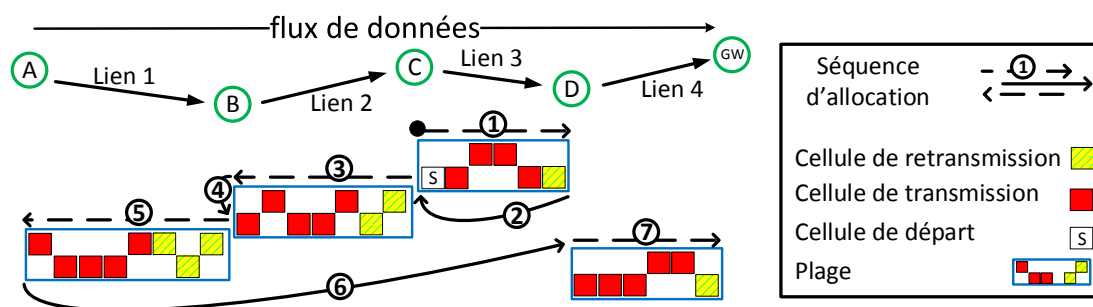 flux de données
A
Lien 1
B
Lien 2
C
Lien 3
D
Lien 4
GW
1
S
2
3
4
5
6
7
Séquence
d'allocation
1
Cellule de retransmission
Cellule de transmission
Cellule de départ
S
Plage